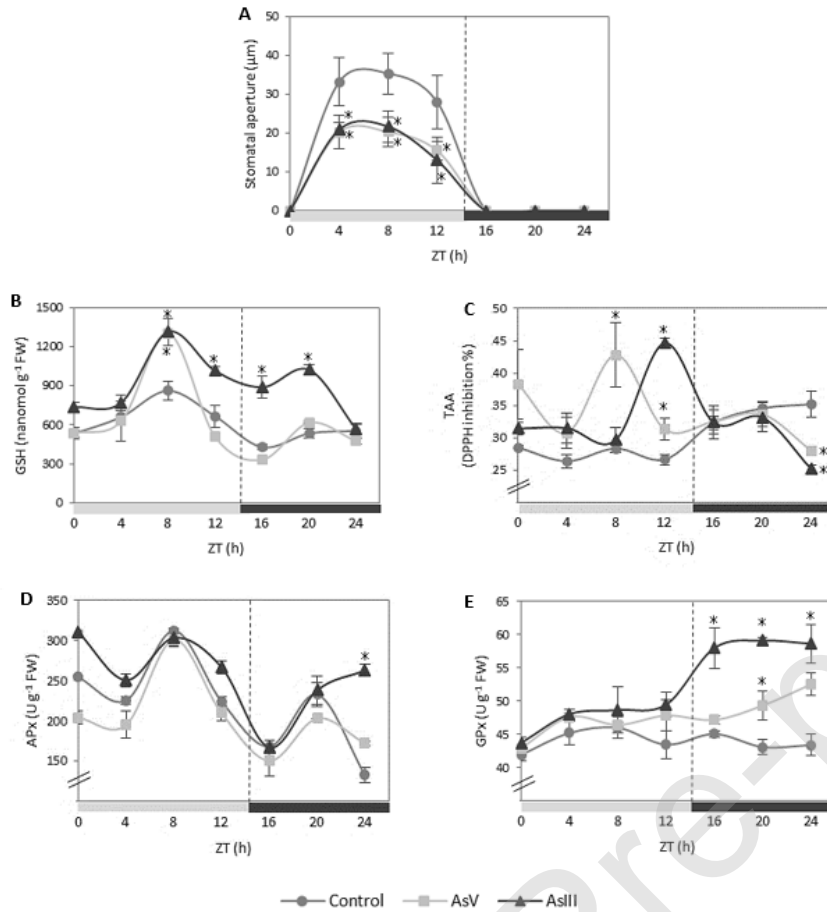 A
Stomatal aperture (μm)
50
40
30
20
10
0
*
*
*
*
*
*
0 4 8 12 16 20 24
ZT (h)
B
GSH (nanomol g⁻¹ FW)
1500
1200
900
600
300
0
*
*
*
*
*
0 4 8 12 16 20 24
ZT (h)
C
TAA
(DPPH inhibition %)
50
45
40
35
30
25
*
*
*
*
*
0 4 8 12 16 20 24
ZT (h)
D
APx (U g⁻¹ FW)
350
300
250
200
150
*
0 4 8 12 16 20 24
ZT (h)
E
GPx (U g⁻¹ FW)
65
60
55
50
45
40
*
*
*
*
0 4 8 12 16 20 24
ZT (h)
Control AsV AsIII
Pre-p